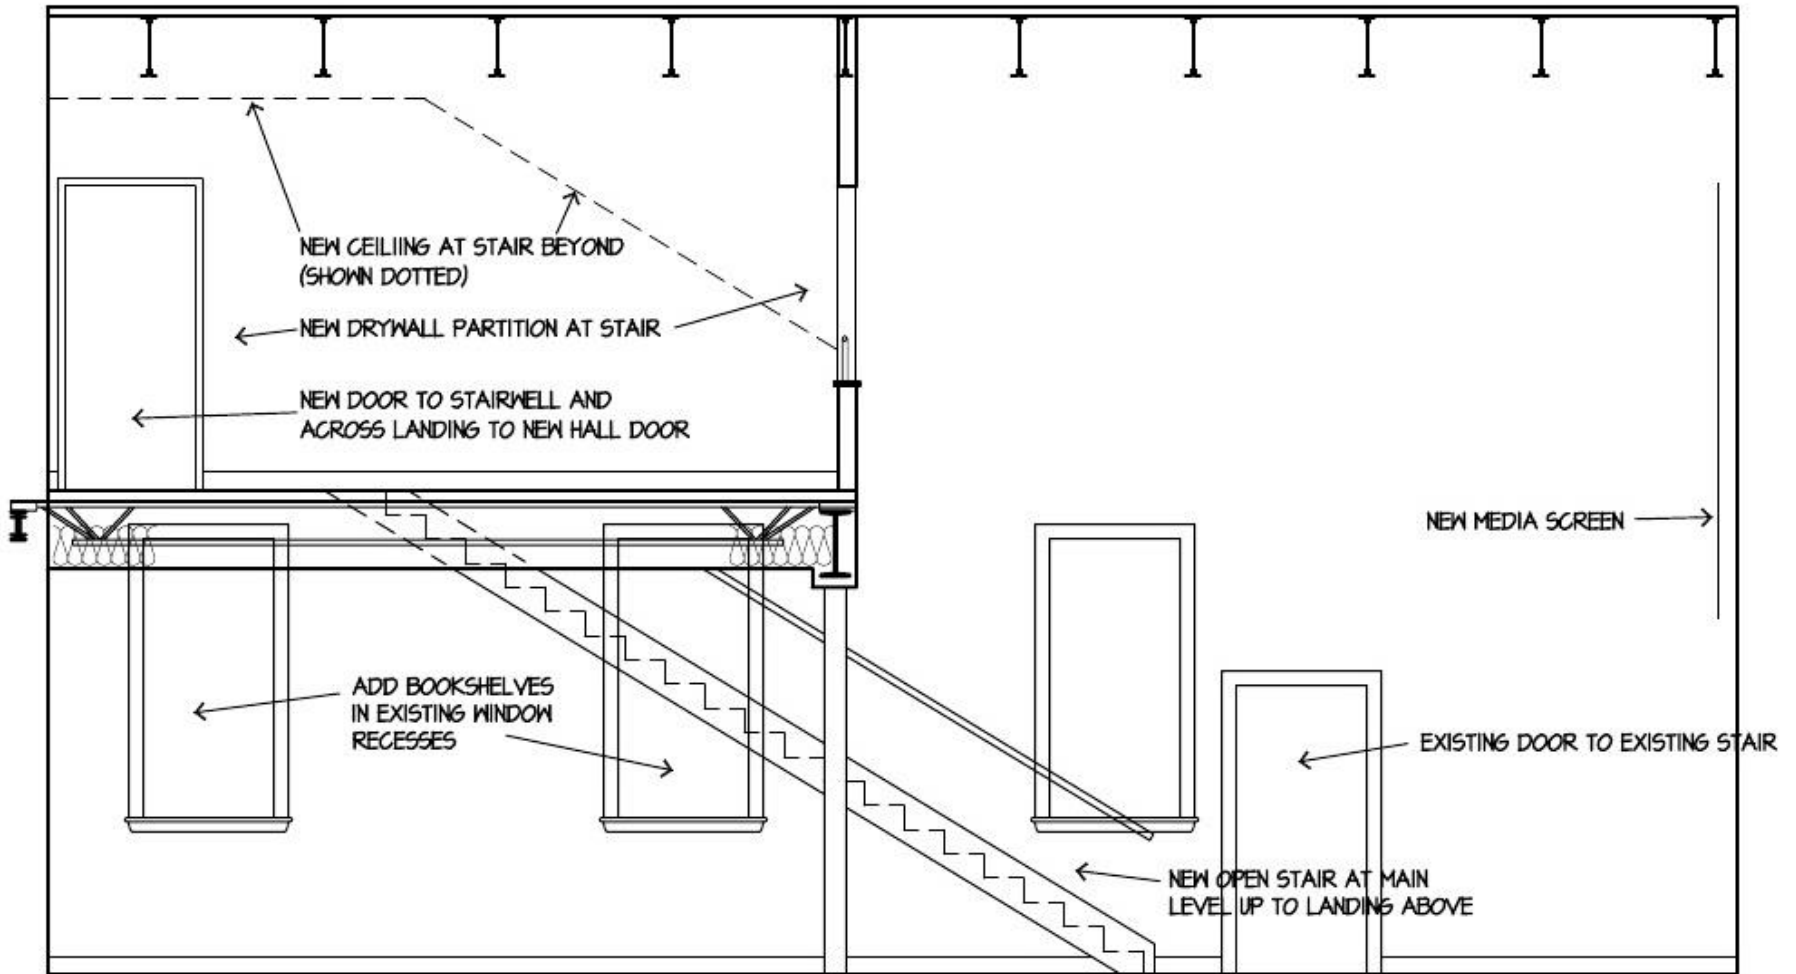 NEW CEILIING AT STAIR BEYOND
(SHOWN DOTTED)
NEW DRYWALL PARTITION AT STAIR
NEW DOOR TO STAIRWELL AND
ACROSS LANDING TO NEW HALL DOOR
NEW MEDIA SCREEN
ADD BOOKSHELVES
IN EXISTING WINDOW
RECESSES
EXISTING DOOR TO EXISTING STAIR
NEW OPEN STAIR AT MAIN
LEVEL UP TO LANDING ABOVE